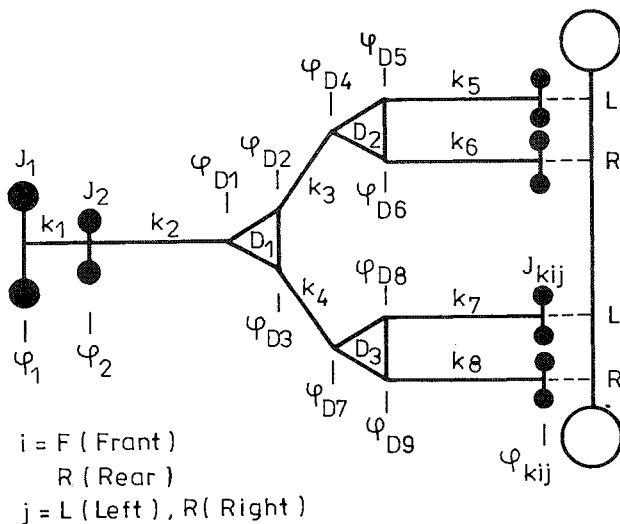 φD5
φD4
k5
L
D2
J1
φD2
k6
R
J2
φD1
k3
φD6
k1
k2
D1
φD8
Jkij
k4
k7
L
φD3
D3
k8
R
φ1
φ2
φD7
φD9
φkij
i = F ( Frant )
R ( Rear )
j = L ( Left ) , R ( Right )